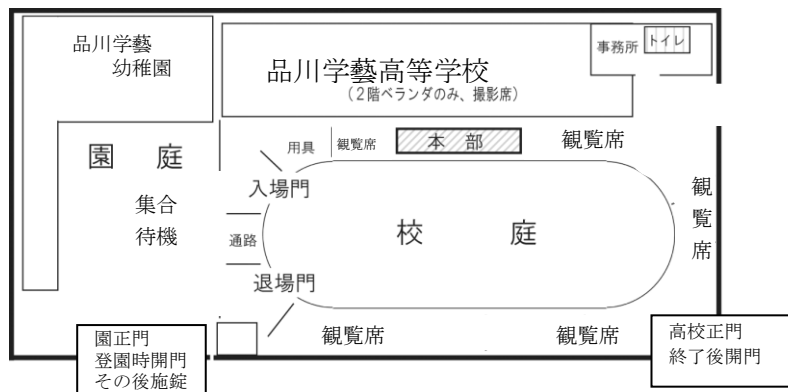 品川学藝
幼稚園
品川学藝高等学校
(2階ベランダのみ、撮影席)
事務所
トイレ
園 庭
集合
待機
用具
観覧席
本 部
観覧席
入場門
通路
退場門
校 庭
観覧席
観覧席
観覧席
園正門
登園時開門
その後施錠
高校正門
終了後開門